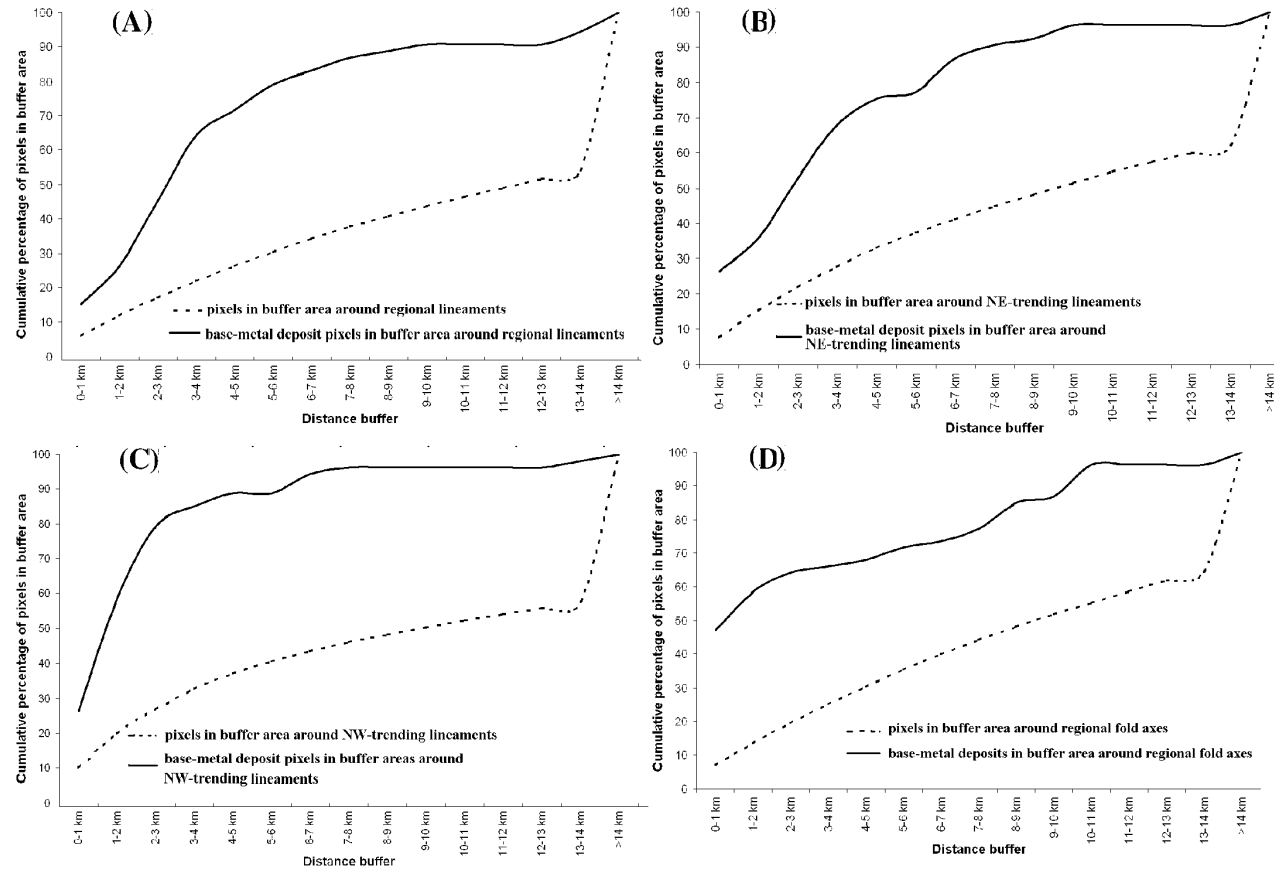 (A)
Cumulative percentage of pixels in buffer area
100
90
80
70
60
50
40
30
20
10
0
pixels in buffer area around regional lineaments
base-metal deposit pixels in buffer area around regional lineaments
0-1 km
1-2 km
2-3 km
3-4 km
4-5 km
5-6 km
6-7 km
7-8 km
8-9 km
9-10 km
10-11 km
11-12 km
12-13 km
13-14 km
>14 km
Distance buffer
(B)
Cumulative percentage of pixels in buffer area
100
90
80
70
60
50
40
30
20
10
0
pixels in buffer area around NE-trending lineaments
base-metal deposit pixels in buffer area around
NE-trending lineaments
0-1 km
1-2 km
2-3 km
3-4 km
4-5 km
5-6 km
6-7 km
7-8 km
8-9 km
9-10 km
10-11 km
11-12 km
12-13 km
13-14 km
>14 km
Distance buffer
(C)
Cumulative percentage of pixels in buffer area
100
90
80
70
60
50
40
30
20
10
0
pixels in buffer area around NW-trending lineaments
base-metal deposit pixels in buffer areas around
NW-trending lineaments
0-1 km
1-2 km
2-3 km
3-4 km
4-5 km
5-6 km
6-7 km
7-8 km
8-9 km
9-10 km
10-11 km
11-12 km
12-13 km
13-14 km
>14 km
Distance buffer
(D)
Cumulative percentage of pixels in buffer area
100
90
80
70
60
50
40
30
20
10
0
pixels in buffer area around regional fold axes
base-metal deposits in buffer area around regional fold axes
0-1 km
1-2 km
2-3 km
3-4 km
4-5 km
5-6 km
6-7 km
7-8 km
8-9 km
9-10 km
10-11 km
11-12 km
12-13 km
13-14 km
>14 km
Distance buffer